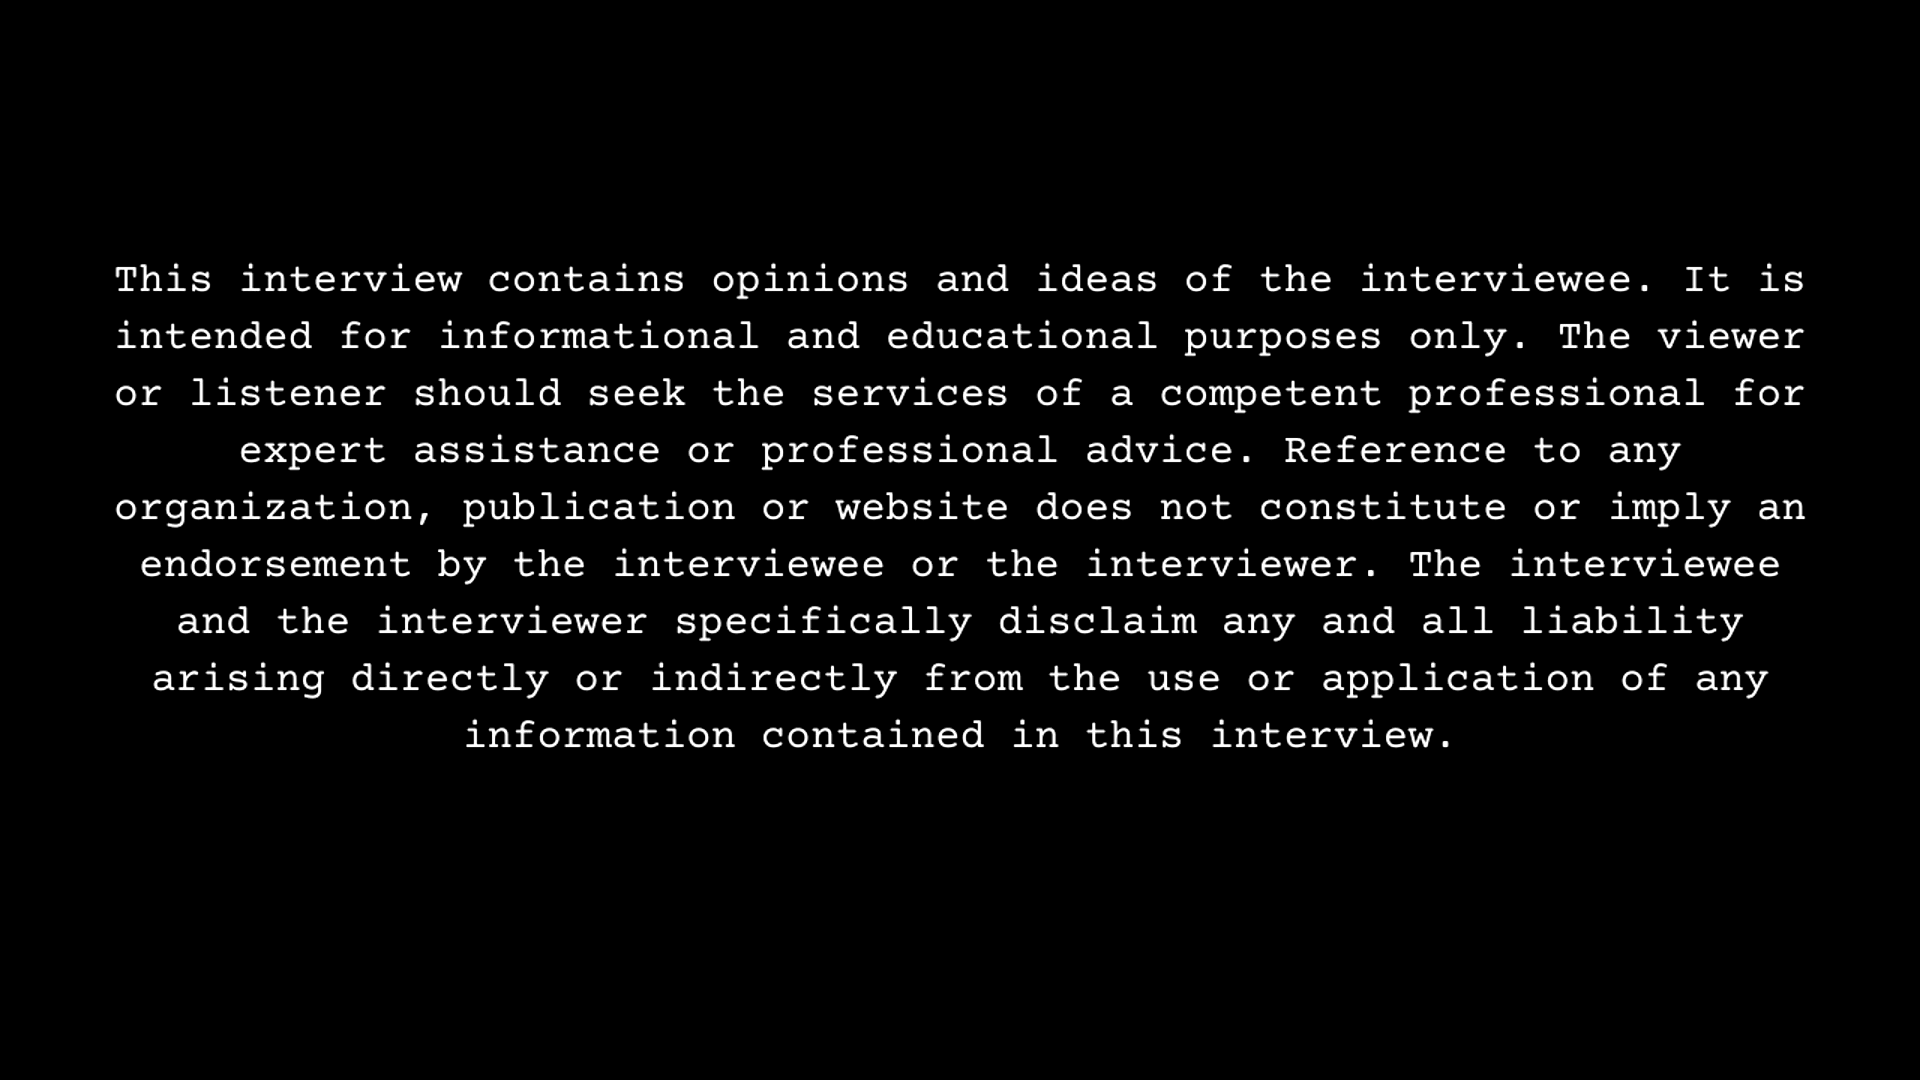 This interview contains opinions and ideas of the interviewee. It is
intended for informational and educational purposes only. The viewer
or listener should seek the services of a competent professional for
expert assistance or professional advice. Reference to any
organization, publication or website does not constitute or imply an
endorsement by the interviewee or the interviewer. The interviewee
and the interviewer specifically disclaim any and all liability
arising directly or indirectly from the use or application of any
information contained in this interview.